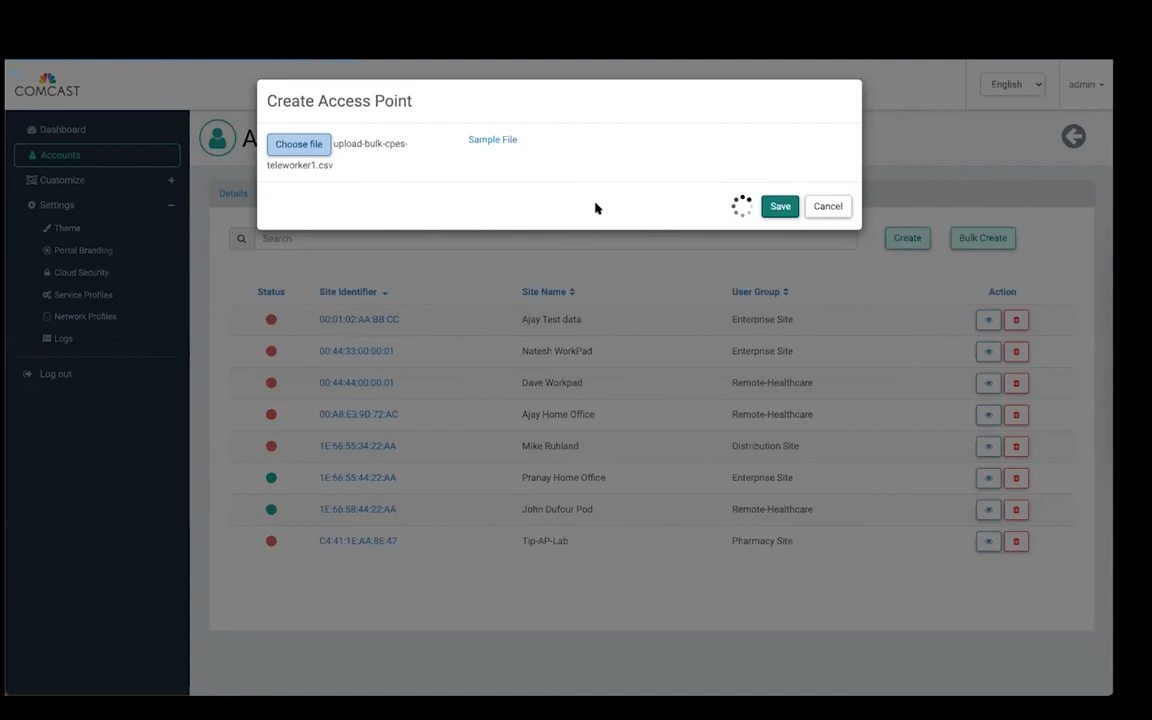 COMCAST
English
admin
Create Access Point
Choose file upload-bulk-cpes-
teleworker1.csv
Sample File
Save
Cancel
Dashboard
Accounts
Customize +
Settings −
Theme
Portal Branding
Cloud Security
Service Profiles
Network Profiles
Logs
Log out
A
Details
Search
Create
Bulk Create
Status Site Identifier Site Name User Group Action
00:01:02:AA:BB:CC Ajay Test data Enterprise Site
00:44:33:00:00:01 Natesh WorkPad Enterprise Site
00:44:44:00:00:01 Dave Workpad Remote-Healthcare
00:A8:E3:9D:72:AC Ajay Home Office Remote-Healthcare
1E:66:55:34:22:AA Mike Ruhland Distribution Site
1E:66:55:44:22:AA Pranay Home Office Enterprise Site
1E:66:58:44:22:AA John Dufour Pod Remote-Healthcare
C4:41:1E:AA:8E:47 Tip-AP-Lab Pharmacy Site